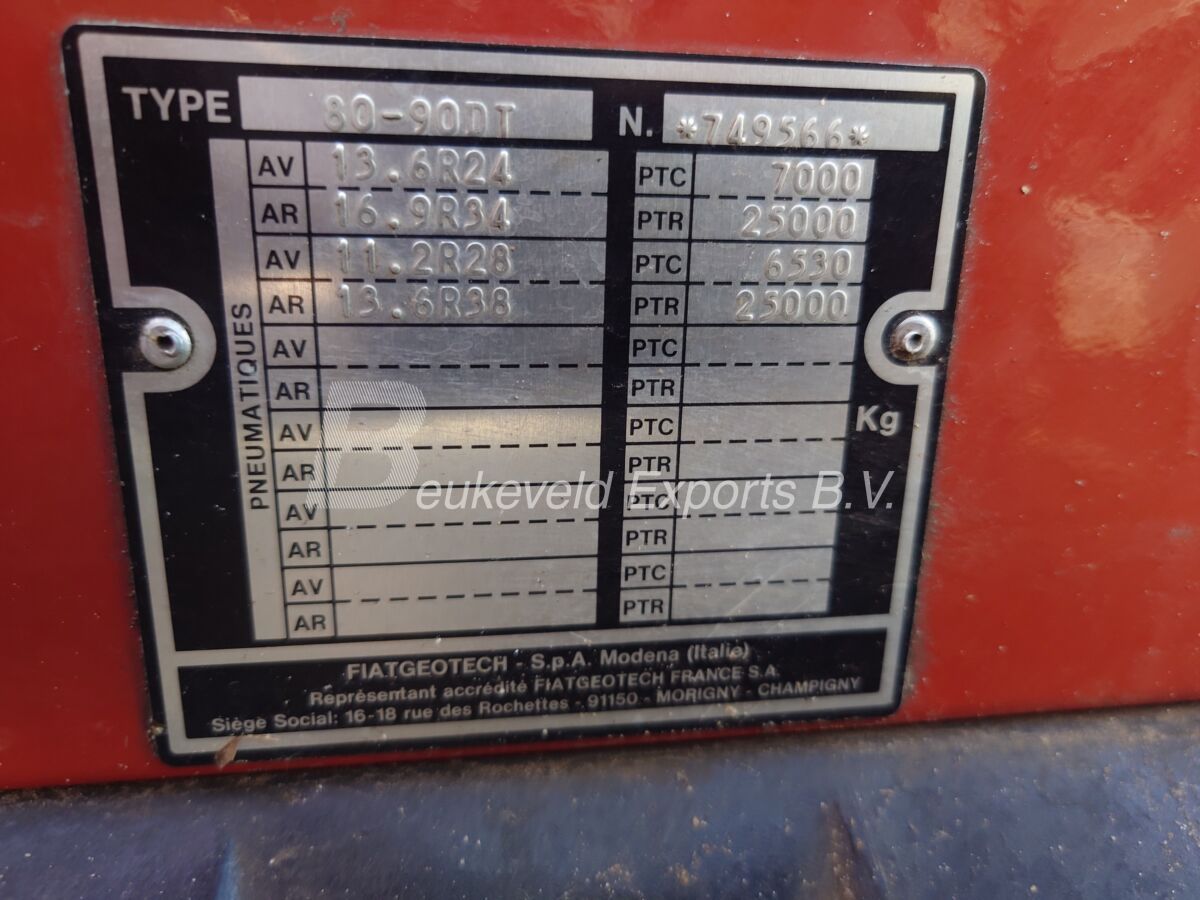 TYPE 80-90DT N. *749566*
PNEUMATIQUES
AV 13.6R24 PTC 7000
AR 16.9R34 PTR 25000
AV 11.2R28 PTC 6530
AR 13.6R38 PTR 25000
AV PTC
AR PTR
AV PTC Kg
AR PTR
Beukeveld Exports B.V.
AV PTC
AR PTR
AV PTC
AR PTR
FIATGEOTECH - S.p.A. Modena (Italie)
Représentant accrédité FIATGEOTECH FRANCE S.A.
Siège Social: 16-18 rue des Rochettes - 91150 - MORIGNY - CHAMPIGNY